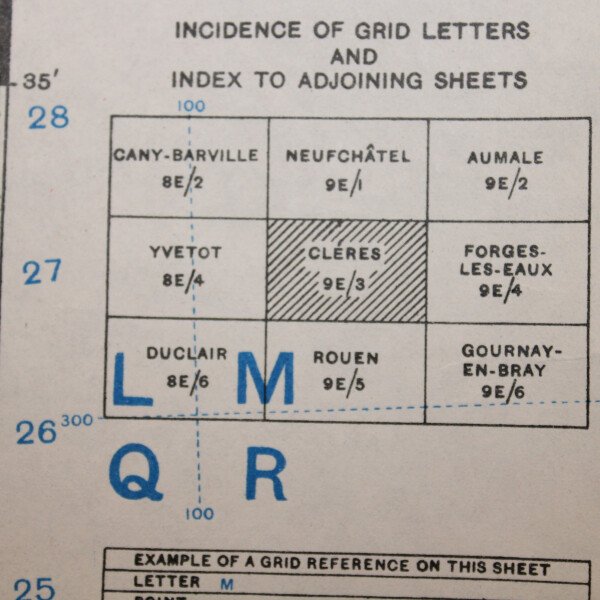 INCIDENCE OF GRID LETTERS
AND
INDEX TO ADJOINING SHEETS
35'
28
100
CANY-BARVILLE
8E/2
NEUFCHÂTEL
9E/1
AUMALE
9E/2
27
YVETOT
8E/4
CLÉRES
9E/3
FORGES-
LES-EAUX
9E/4
DUCLAIR
8E/6
L M
ROUEN
9E/5
GOURNAY-
EN-BRAY
9E/6
26 300
Q R
100
EXAMPLE OF A GRID REFERENCE ON THIS SHEET
25
LETTER M